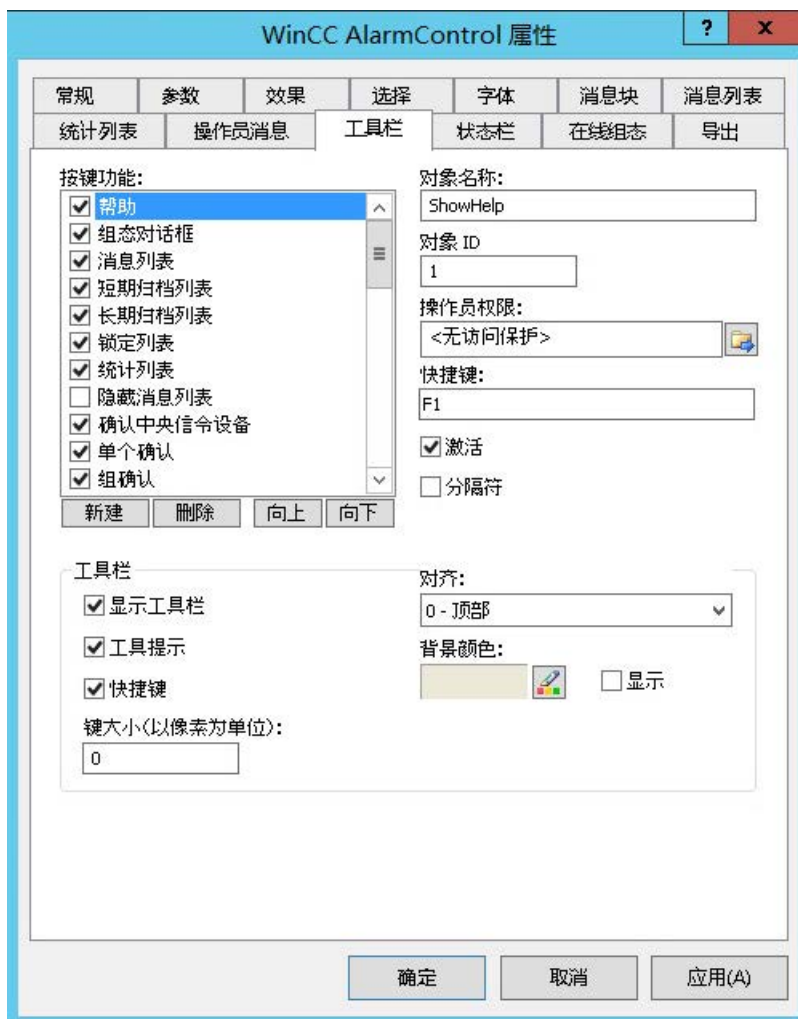 WinCC AlarmControl 属性
?
x
常规 参数 效果 选择 字体 消息块 消息列表
统计列表 操作员消息 工具栏 状态栏 在线组态 导出
按键功能:
帮助
组态对话框
消息列表
短期归档列表
长期归档列表
锁定列表
统计列表
隐藏消息列表
确认中央信令设备
单个确认
组确认
新建 删除 向上 向下
对象名称:
ShowHelp
对象 ID
1
操作员权限:
<无访问保护>
快捷键:
F1
激活
分隔符
工具栏
显示工具栏
工具提示
快捷键
键大小(以像素为单位):
0
对齐:
0 - 顶部
背景颜色:
显示
确定 取消 应用(A)